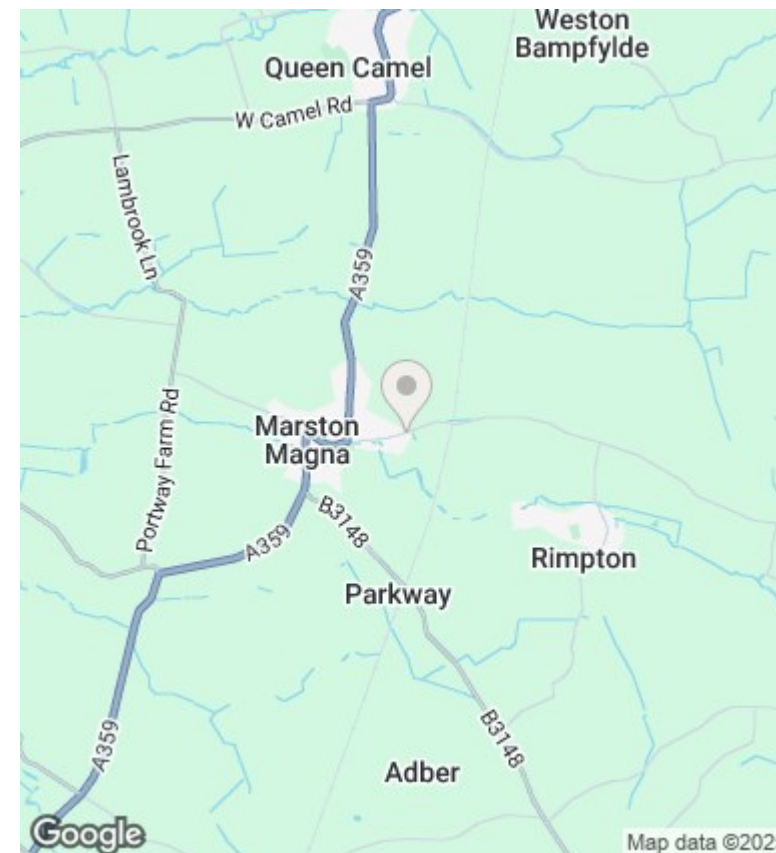 Weston
Bampfylde
Queen Camel
W Camel Rd
Lambrook Ln
A359
Marston
Magna
Portway Farm Rd
B3148
A359
Rimpton
Parkway
B3148
A359
Adber
Google
Map data ©202